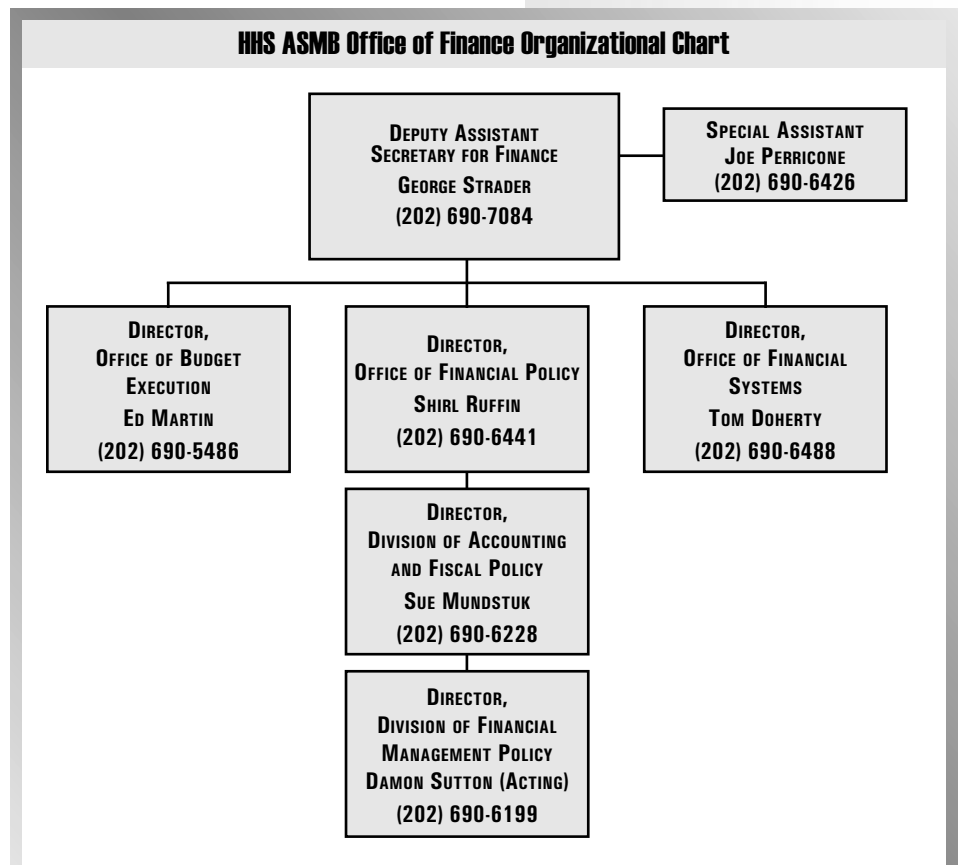 HHS ASMB Office of Finance Organizational Chart
Deputy Assistant
Secretary for Finance
George Strader
(202) 690-7084
Special Assistant
Joe Perricone
(202) 690-6426
Director,
Office of Budget
Execution
Ed Martin
(202) 690-5486
Director,
Office of Financial Policy
Shirl Ruffin
(202) 690-6441
Director,
Office of Financial
Systems
Tom Doherty
(202) 690-6488
Director,
Division of Accounting
and Fiscal Policy
Sue Mundstuk
(202) 690-6228
Director,
Division of Financial
Management Policy
Damon Sutton (Acting)
(202) 690-6199